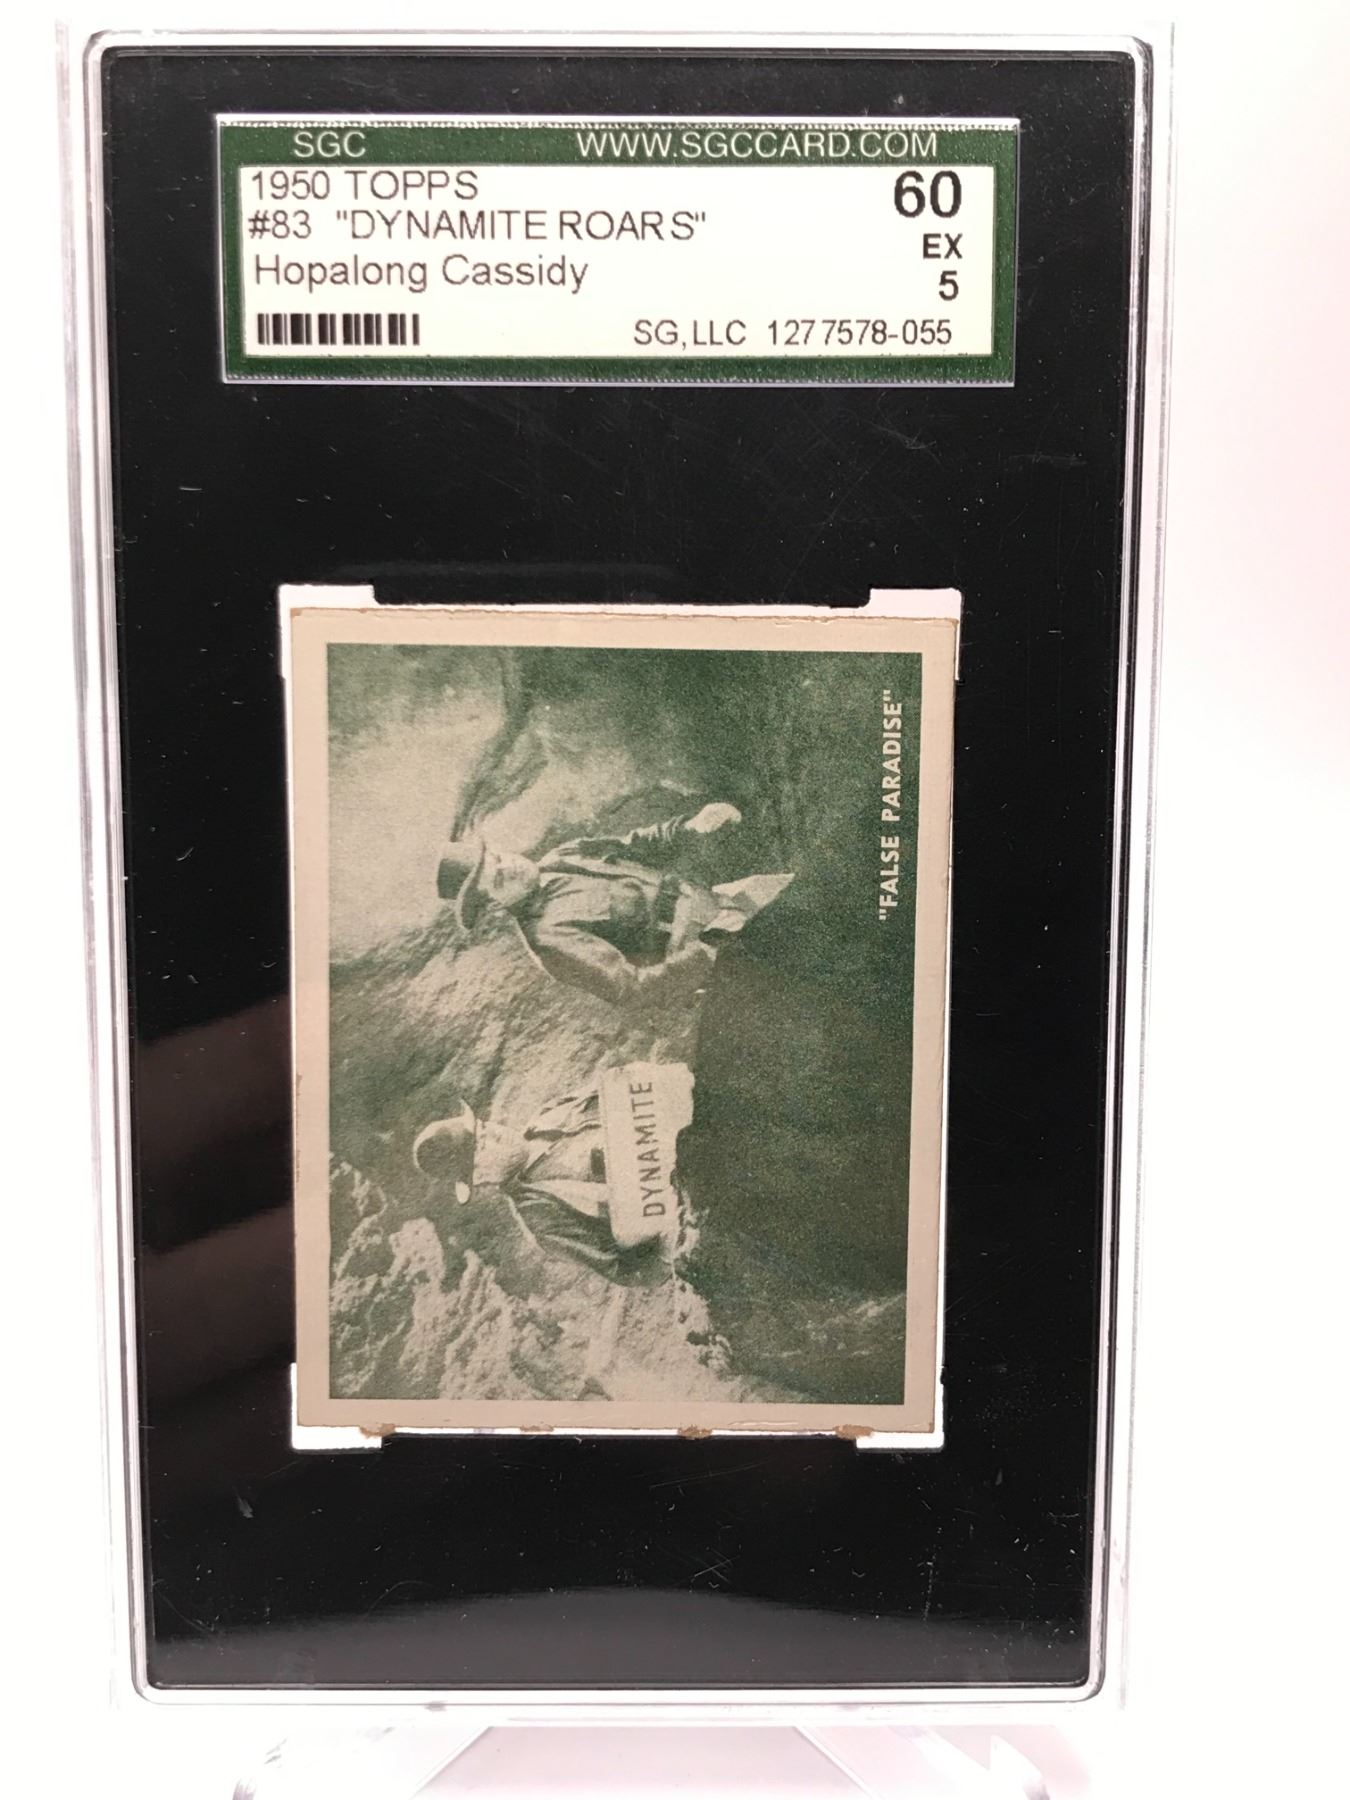 SGC WWW.SGCCARD.COM
1950 TOPPS 60
#83 "DYNAMITE ROARS" EX
Hopalong Cassidy 5
SG,LLC 1277578-055
"FALSE PARADISE"
DYNAMITE